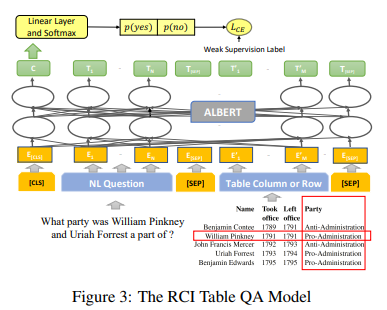 Linear Layer and Softmax
p(yes) p(no)
L_CE
Weak Supervision Label
C T_1 T_N T_[SEP] T'_1 T'_M T_[SEP]
ALBERT
E_[CLS] E_1 E_N E_[SEP] E'_1 E'_M E_[SEP]
[CLS] NL Question [SEP] Table Column or Row [SEP]
What party was William Pinkney
and Uriah Forrest a part of ?
Name Took office Left office Party
Benjamin Contee 1789 1791 Anti-Administration
William Pinkney 1791 1791 Pro-Administration
John Francis Mercer 1792 1793 Anti-Administration
Uriah Forrest 1793 1794 Pro-Administration
Benjamin Edwards 1795 1795 Pro-Administration
Figure 3: The RCI Table QA Model